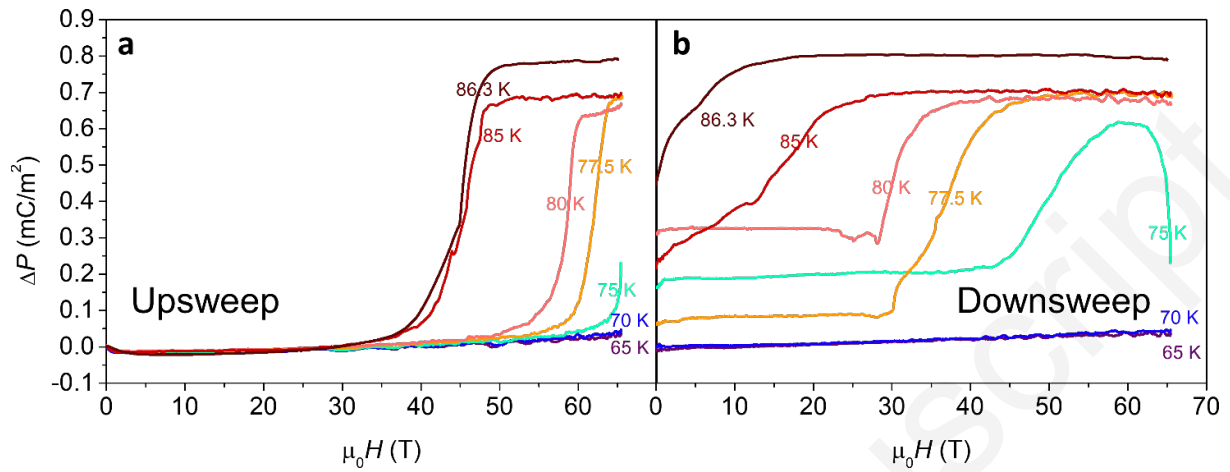 a
b
0.9
0.8
0.7
0.6
0.5
0.4
0.3
0.2
0.1
0.0
-0.1
ΔP (mC/m²)
86.3 K
85 K
77.5 K
80 K
75 K
70 K
65 K
Upsweep
0 10 20 30 40 50 60
μ₀H (T)
86.3 K
85 K
80 K
77.5 K
75 K
Downsweep
70 K
65 K
0 10 20 30 40 50 60 70
μ₀H (T)
script